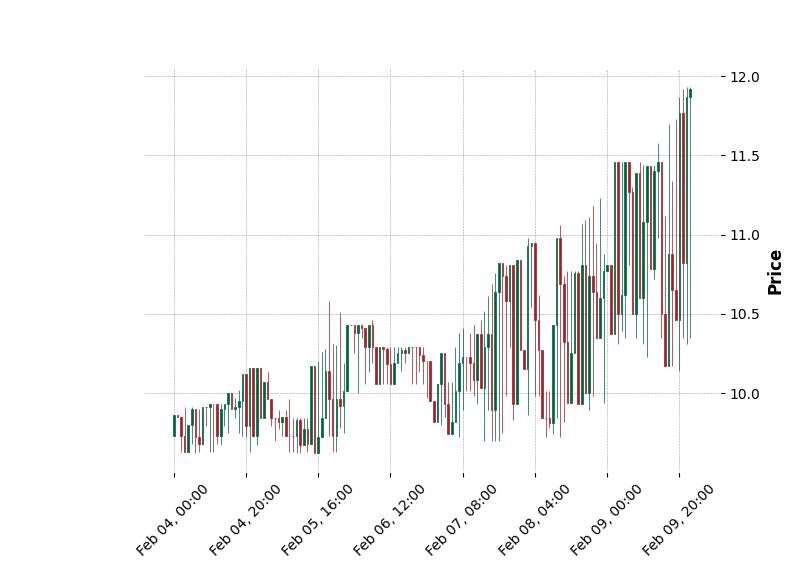 12.0
11.5
11.0
10.5
10.0
Price
Feb 04, 00:00
Feb 04, 20:00
Feb 05, 16:00
Feb 06, 12:00
Feb 07, 08:00
Feb 08, 04:00
Feb 09, 00:00
Feb 09, 20:00